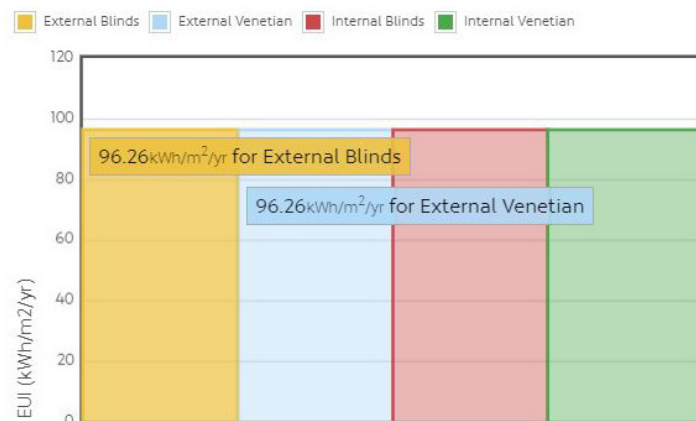 External Blinds External Venetian Internal Blinds Internal Venetian
120
100
96.26kWh/m²/yr for External Blinds
80
96.26kWh/m²/yr for External Venetian
60
40
20
0
EUI (kWh/m2/yr)